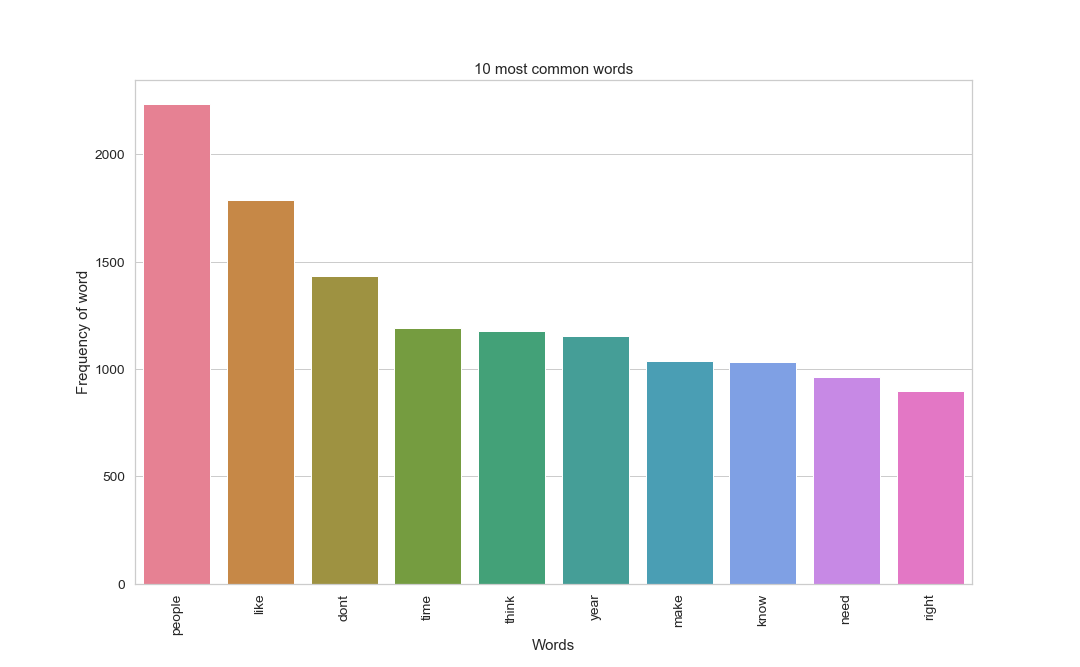 10 most common words
Frequency of word
2000
1500
1000
500
0
people
like
dont
time
think
year
make
know
need
right
Words